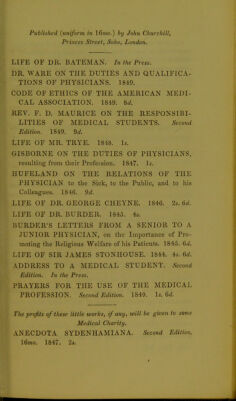 Published (uniform in 16mo.) by John Churchill,
Princes Street, Soho, London.
LIFE OF DR. BATEMAN. In the Press.
DR. WARE ON THE DUTIES AND QUALIFICA-
TIONS OF PHYSICIANS. 1849.
CODE OF ETHICS OF THE AMERICAN MEDI-
CAL ASSOCIATION. 1849. 8d.
REV. F. D. MAURICE ON THE RESPONSIBI-
LITIES OF MEDICAL STUDENTS. Second
Edition. 1849. 9d.
LIFE OF MR. TRYE. 1848. 1s.
GISBORNE ON THE DUTIES OF PHYSICIANS,
resulting from their Profession. 1847. 1s.
HUFELAND ON THE RELATIONS OF THE
PHYSICIAN to the Sick, to the Public, and to his
Colleagues. 1846. 9d.
LIFE OF DR. GEORGE CHEYNE. 1846. 2s. 6d.
LIFE OF DR. BURDER. 1845. 4s.
BURDER'S LETTERS FROM A SENIOR TO A
JUNIOR PHYSICIAN, on the Importance of Pro-
moting the Religious Welfare of his Patients. 1845. 6d.
LIFE OF SIR JAMES STONHOUSE. 1844. 4s. 6d.
ADDRESS TO A MEDICAL STUDENT. Second
Edition. In the Press.
PRAYERS FOR THE USE OF THE MEDICAL
PROFESSION. Second Edition. 1849. 1s. 6d.
The profits of these little works, if any, will be given to some
Medical Charity.
ANECDOTA SYDENHAMIANA. Second Edition,
16mo. 1847. 2s.